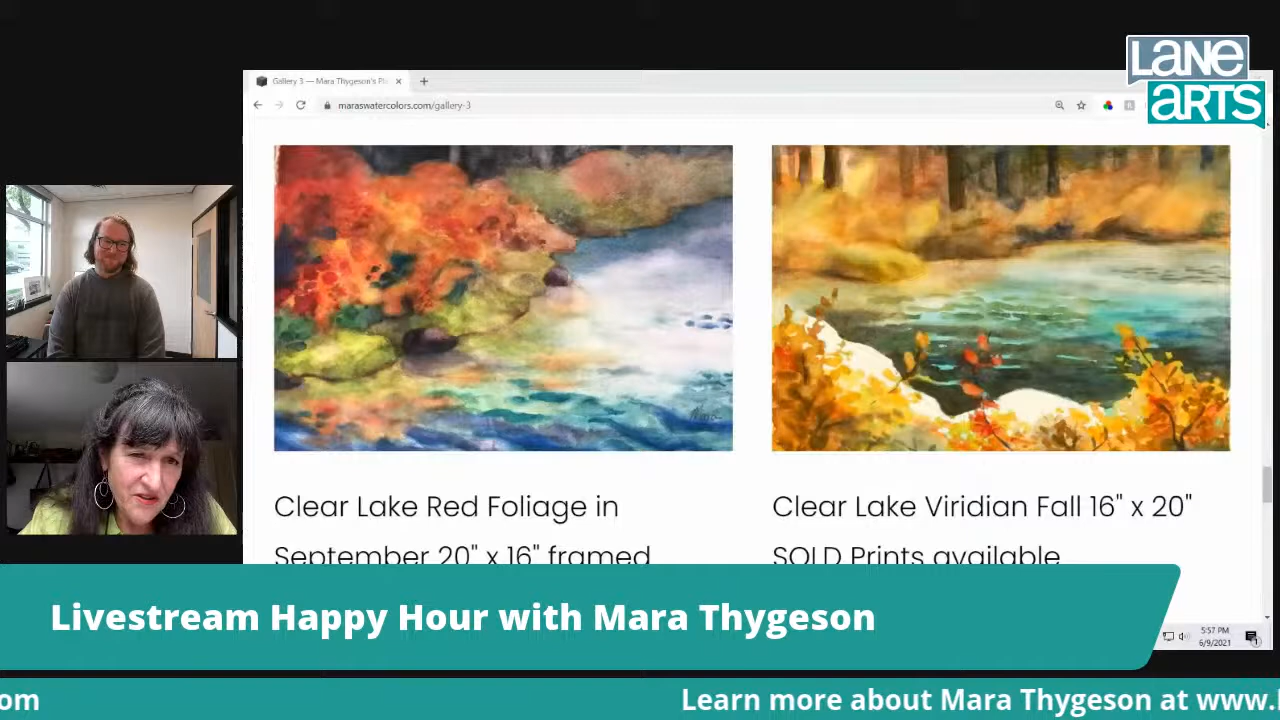 LANE
ARTS
Gallery 3 — Mara Thygeson's Pla
maraswatercolors.com/gallery-3
Clear Lake Red Foliage in
September 20" x 16" framed
Clear Lake Viridian Fall 16" x 20"
SOLD Prints available
Livestream Happy Hour with Mara Thygeson
5:57 PM
6/9/2021
om
Learn more about Mara Thygeson at www.